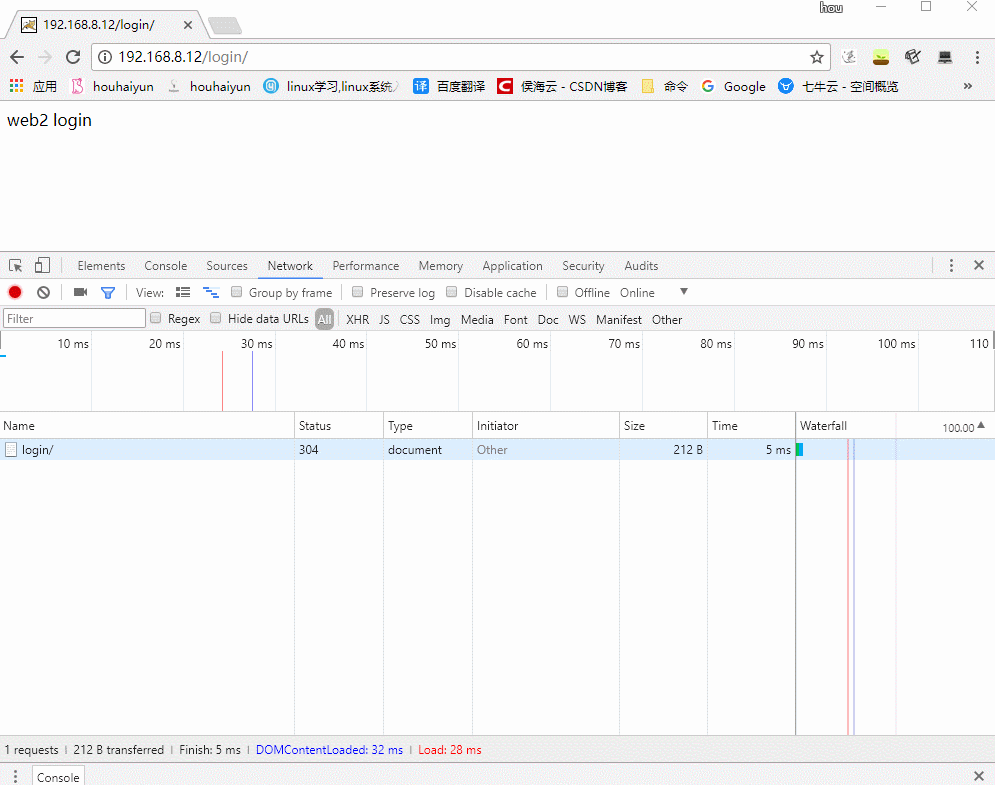 hou
192.168.8.12/login/
192.168.8.12/login/
应用 houhaiyun houhaiyun linux学习,linux系统 译 百度翻译 C 侯海云 - CSDN博客 命令 G Google 七牛云 - 空间概览 »
web2 login
Elements Console Sources Network Performance Memory Application Security Audits
View: Group by frame Preserve log Disable cache Offline Online
Filter Regex Hide data URLs All XHR JS CSS Img Media Font Doc WS Manifest Other
10 ms 20 ms 30 ms 40 ms 50 ms 60 ms 70 ms 80 ms 90 ms 100 ms 110
Name Status Type Initiator Size Time Waterfall 100.00
login/ 304 document Other 212 B 5 ms
1 requests | 212 B transferred | Finish: 5 ms | DOMContentLoaded: 32 ms | Load: 28 ms
Console